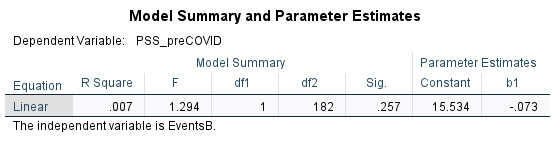 Model Summary and Parameter Estimates
Dependent Variable: PSS_preCOVID
Model Summary Parameter Estimates
Equation R Square F df1 df2 Sig. Constant b1
Linear .007 1.294 1 182 .257 15.534 -.073
The independent variable is EventsB.